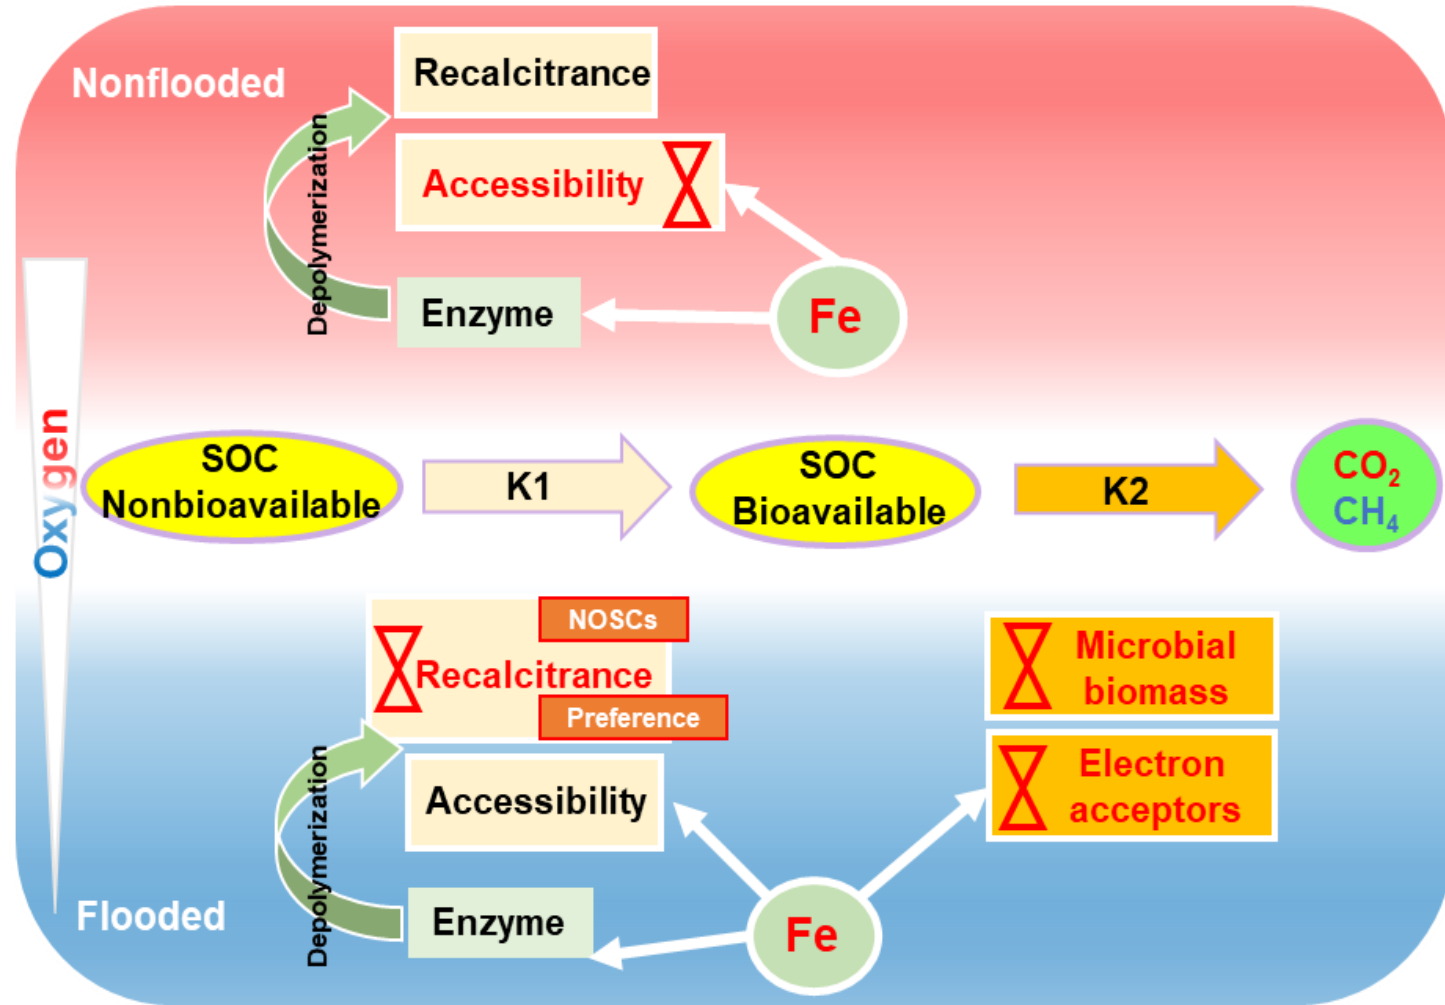 Nonflooded
Recalcitrance
Accessibility
Depolymerization
Enzyme
Fe
Oxygen
SOC
Nonbioavailable
K1
SOC
Bioavailable
K2
CO₂
CH₄
NOSCs
Recalcitrance
Preference
Microbial
biomass
Electron
acceptors
Accessibility
Depolymerization
Enzyme
Fe
Flooded